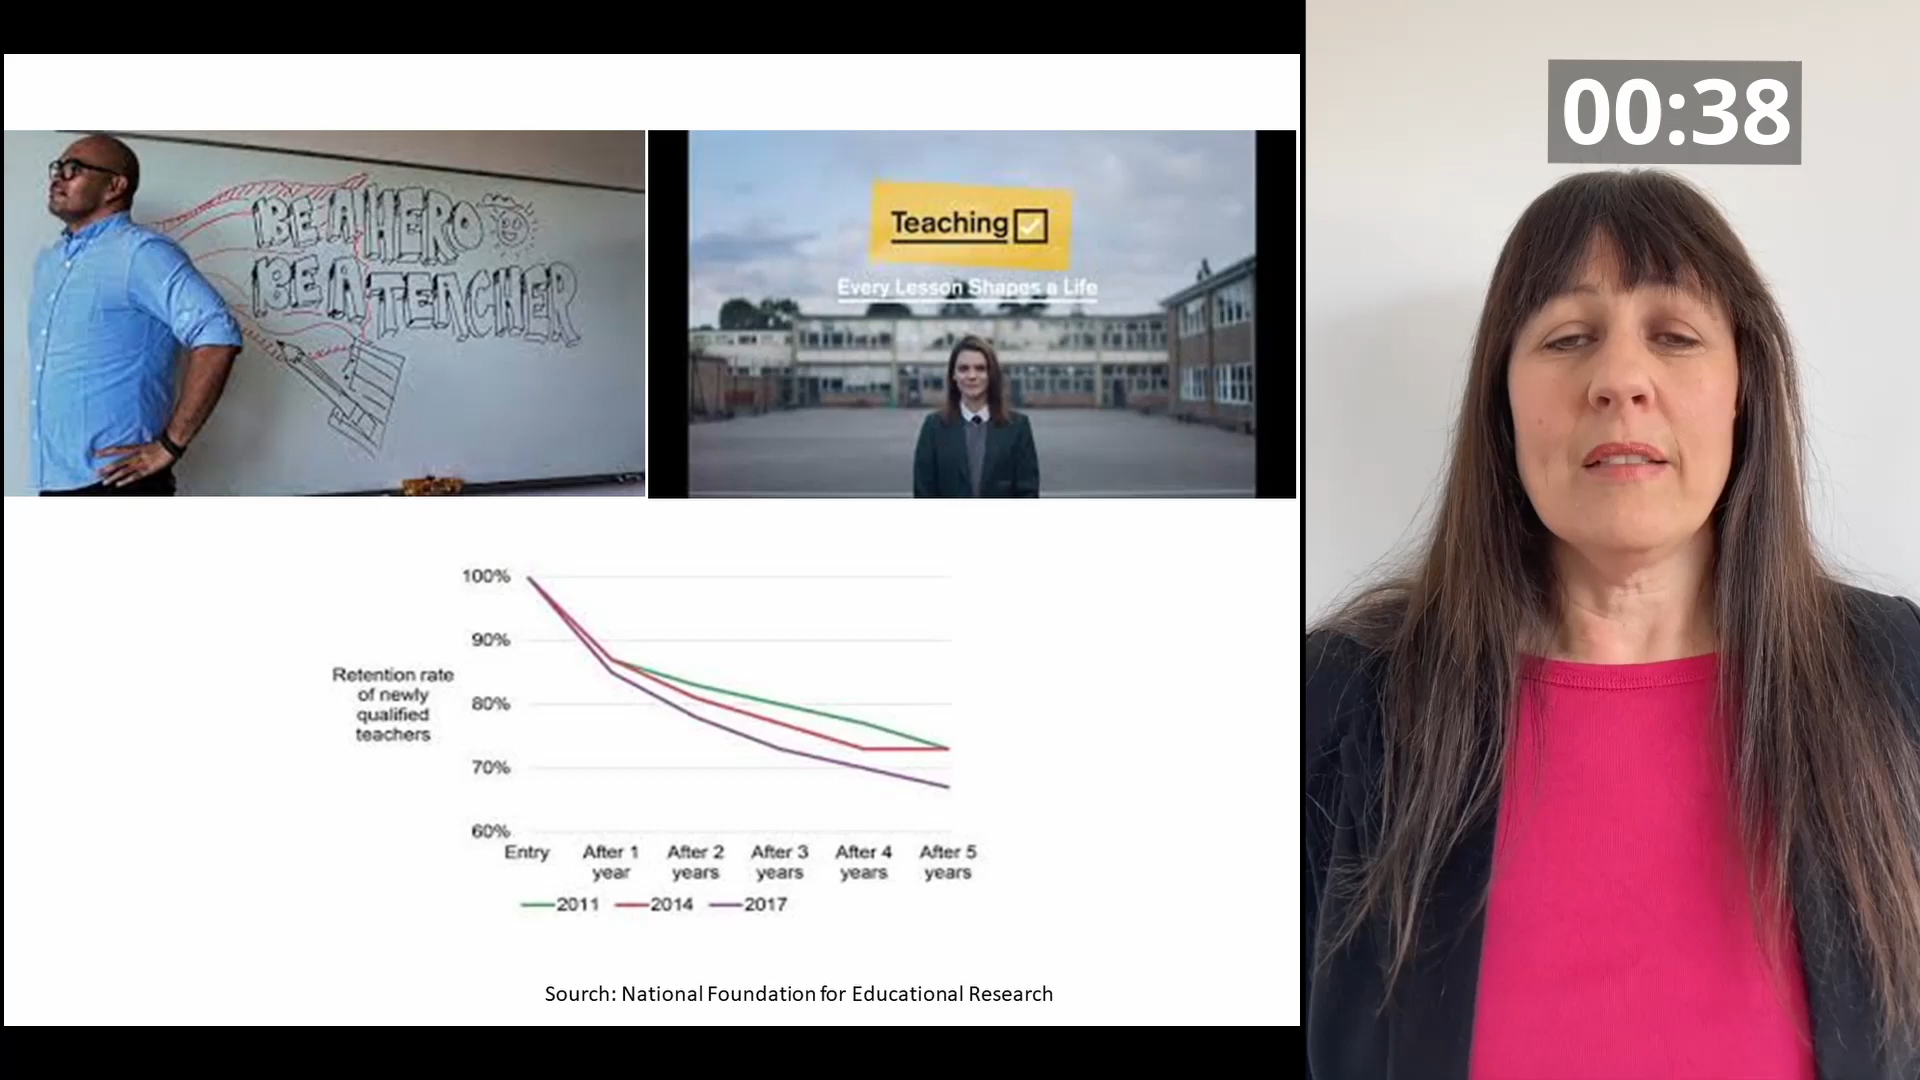 00:38
BE A HERO
BE A TEACHER
Teaching
Every Lesson Shapes a Life
100%
90%
80%
70%
60%
Retention rate
of newly
qualified
teachers
Entry
After 1
year
After 2
years
After 3
years
After 4
years
After 5
years
2011
2014
2017
Sourch: National Foundation for Educational Research